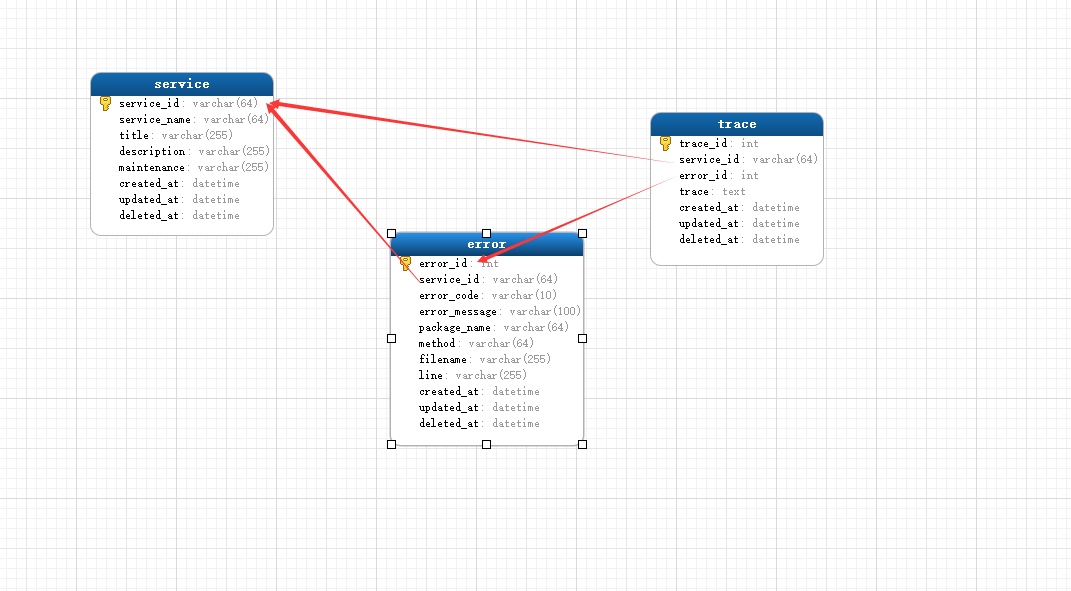 service
service_id: varchar(64)
service_name: varchar(64)
title: varchar(255)
description: varchar(255)
maintenance: varchar(255)
created_at: datetime
updated_at: datetime
deleted_at: datetime
error
error_id: int
service_id: varchar(64)
error_code: varchar(10)
error_message: varchar(100)
package_name: varchar(64)
method: varchar(64)
filename: varchar(255)
line: varchar(255)
created_at: datetime
updated_at: datetime
deleted_at: datetime
trace
trace_id: int
service_id: varchar(64)
error_id: int
trace: text
created_at: datetime
updated_at: datetime
deleted_at: datetime